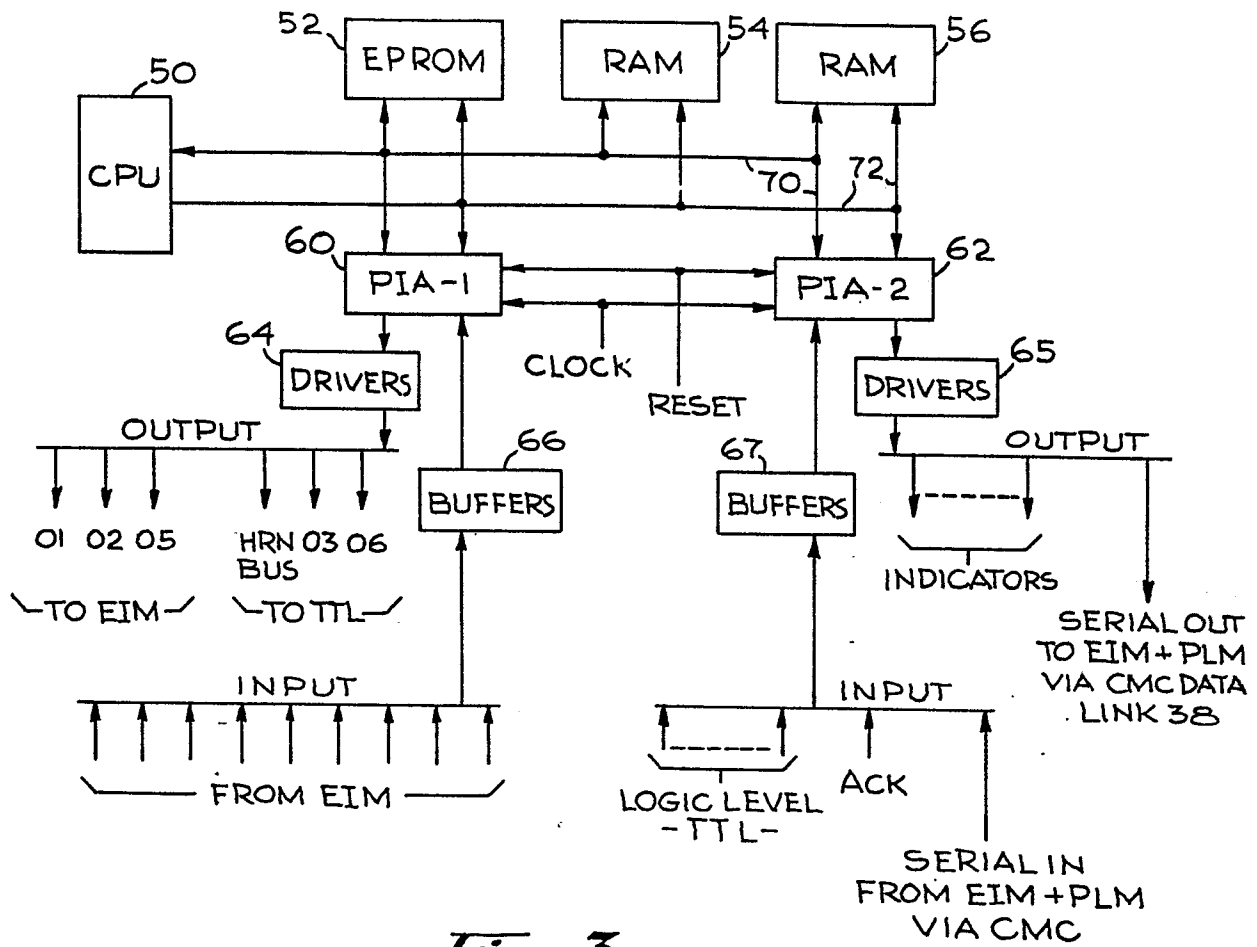 52
54
56
EPROM
RAM
RAM
50
CPU
70
72
60
62
PIA-1
PIA-2
64
65
DRIVERS
CLOCK
DRIVERS
RESET
OUTPUT
66
67
OUTPUT
BUFFERS
BUFFERS
01 02 05
HRN 03 06
BUS
TO EIM
TO TTL
INDICATORS
SERIAL OUT
TO EIM + PLM
VIA CMC DATA
LINK 38
INPUT
INPUT
FROM EIM
LOGIC LEVEL
- TTL -
ACK
SERIAL IN
FROM EIM + PLM
VIA CMC
Fig. 3